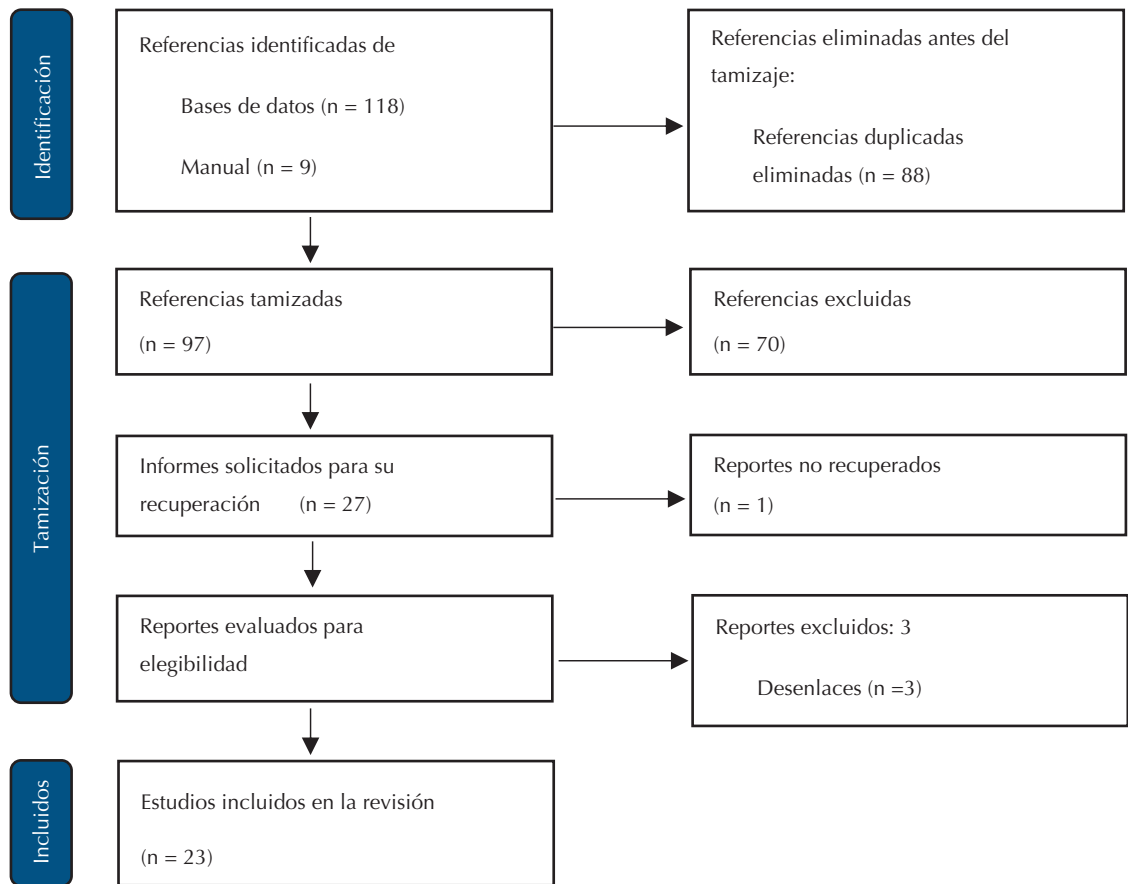 Identificación
Referencias identificadas de
Bases de datos (n = 118)
Manual (n = 9)
Referencias eliminadas antes del
tamizaje:
Referencias duplicadas
eliminadas (n = 88)
Tamización
Referencias tamizadas
(n = 97)
Referencias excluidas
(n = 70)
Informes solicitados para su
recuperación (n = 27)
Reportes no recuperados
(n = 1)
Reportes evaluados para
elegibilidad
Reportes excluidos: 3
Desenlaces (n =3)
Incluidos
Estudios incluidos en la revisión
(n = 23)